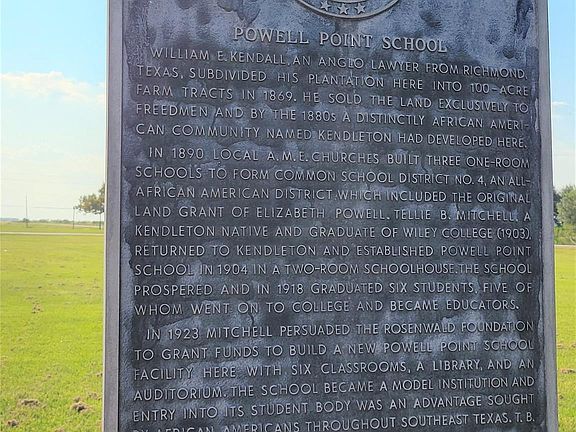 POWELL POINT SCHOOL
WILLIAM E. KENDALL, AN ANGLO LAWYER FROM RICHMOND,
TEXAS, SUBDIVIDED HIS PLANTATION HERE INTO 100-ACRE
FARM TRACTS IN 1869. HE SOLD THE LAND EXCLUSIVELY TO
FREEDMEN AND BY THE 1880s A DISTINCTLY AFRICAN AMERI-
CAN COMMUNITY NAMED KENDLETON HAD DEVELOPED HERE.
IN 1890 LOCAL A.M.E. CHURCHES BUILT THREE ONE-ROOM
SCHOOLS TO FORM COMMON SCHOOL DISTRICT NO. 4, AN ALL-
AFRICAN AMERICAN DISTRICT WHICH INCLUDED THE ORIGINAL
LAND GRANT OF ELIZABETH POWELL. TELLIE B. MITCHELL, A
KENDLETON NATIVE AND GRADUATE OF WILEY COLLEGE (1903),
RETURNED TO KENDLETON AND ESTABLISHED POWELL POINT
SCHOOL IN 1904 IN A TWO-ROOM SCHOOLHOUSE. THE SCHOOL
PROSPERED AND IN 1918 GRADUATED SIX STUDENTS, FIVE OF
WHOM WENT ON TO COLLEGE AND BECAME EDUCATORS.
IN 1923 MITCHELL PERSUADED THE ROSENWALD FOUNDATION
TO GRANT FUNDS TO BUILD A NEW POWELL POINT SCHOOL
FACILITY HERE WITH SIX CLASSROOMS, A LIBRARY, AND AN
AUDITORIUM. THE SCHOOL BECAME A MODEL INSTITUTION AND
ENTRY INTO ITS STUDENT BODY WAS AN ADVANTAGE SOUGHT
BY AFRICAN AMERICANS THROUGHOUT SOUTHEAST TEXAS. T. B.